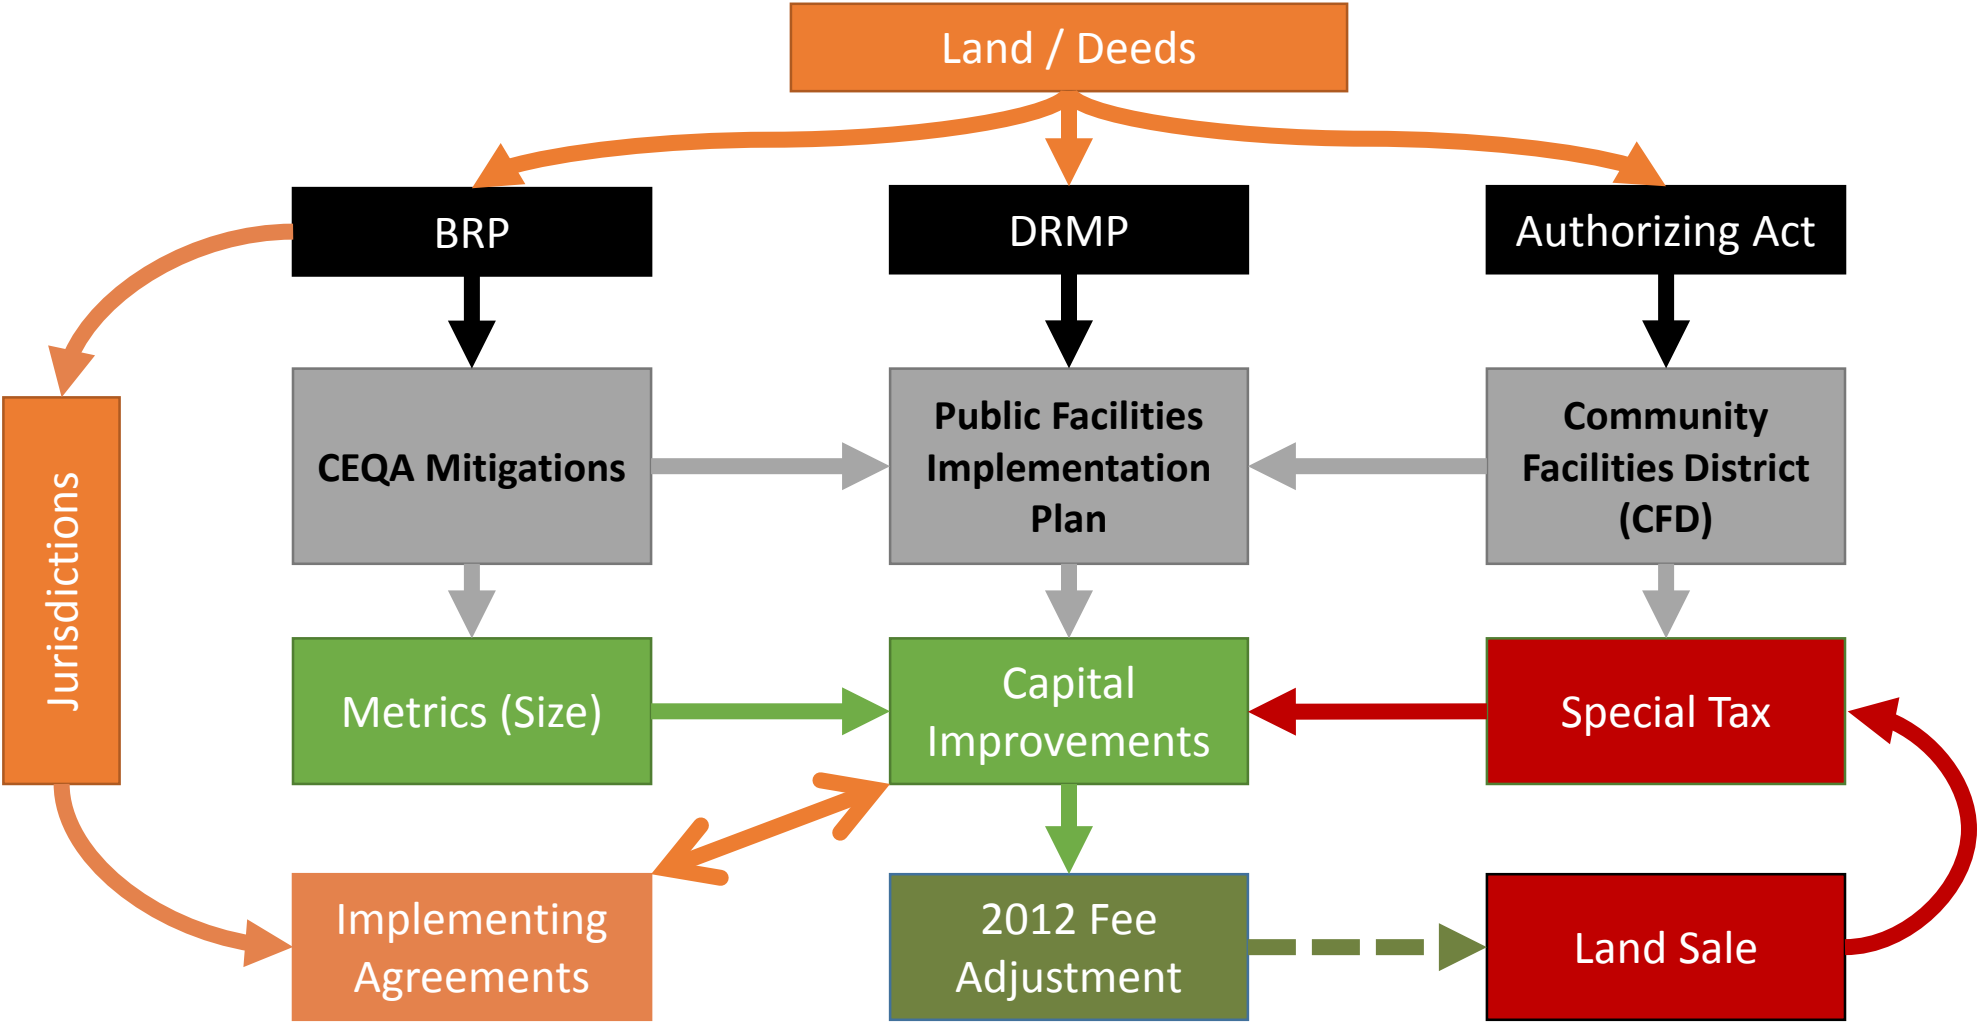 Land / Deeds
BRP
DRMP
Authorizing Act
CEQA Mitigations
Public Facilities
Implementation
Plan
Community
Facilities District
(CFD)
Jurisdictions
Metrics (Size)
Capital
Improvements
Special Tax
Implementing
Agreements
2012 Fee
Adjustment
Land Sale